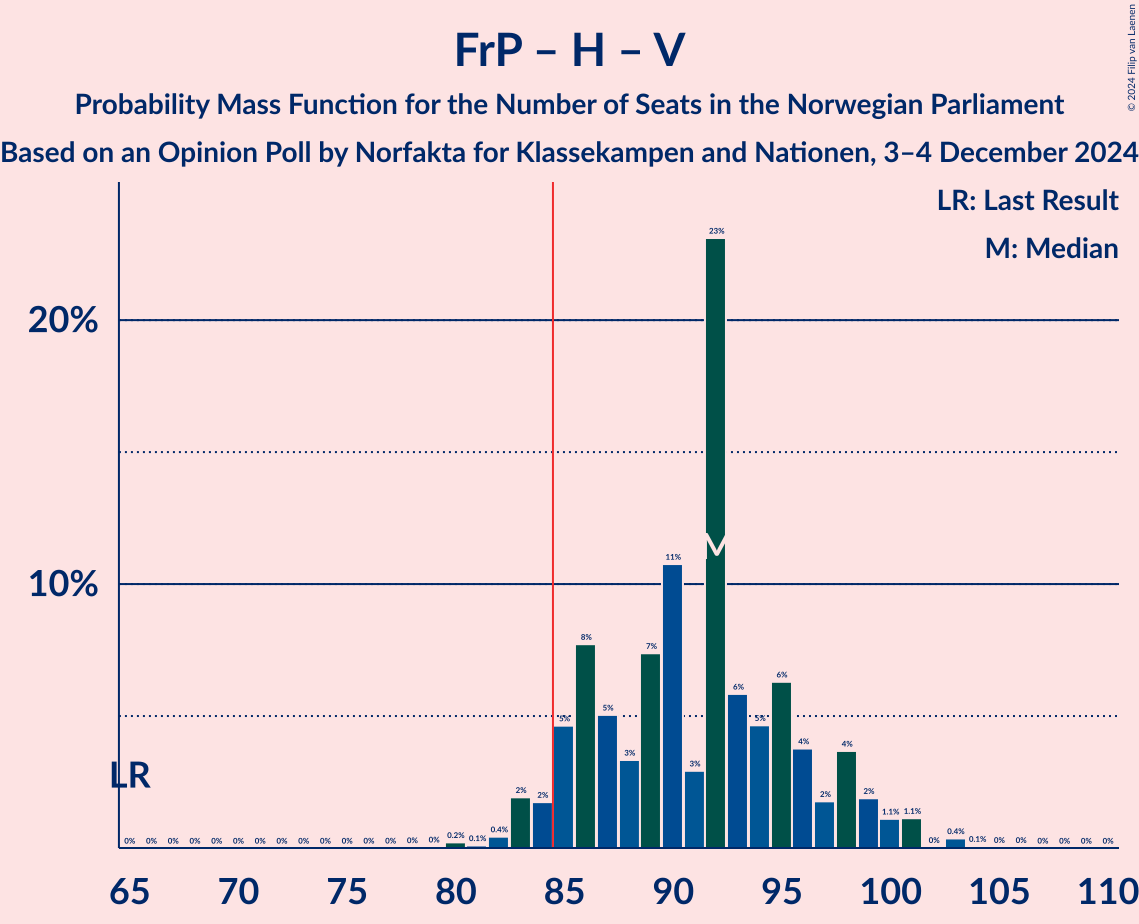 FrP – H – V
Probability Mass Function for the Number of Seats in the Norwegian Parliament
Based on an Opinion Poll by Norfakta for Klassekampen and Nationen, 3–4 December 2024
© 2024 Filip van Laenen
LR: Last Result
M: Median
23%
20%
M
11%
10%
8%
7%
6%
6%
5%
5%
5%
4%
4%
3%
3%
LR
2%
2%
2%
2%
1.1%
1.1%
0% 0% 0% 0% 0% 0% 0% 0% 0% 0% 0% 0% 0% 0% 0% 0.2% 0.1% 0.4% 0% 0.4% 0.1% 0% 0% 0% 0% 0% 0%
65 70 75 80 85 90 95 100 105 110